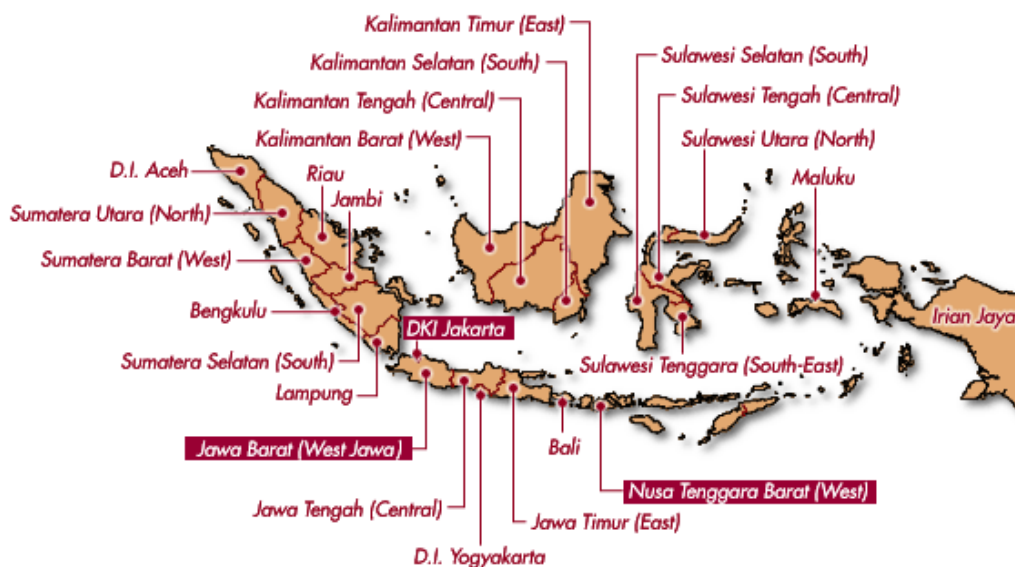 Kalimantan Timur (East)
Kalimantan Selatan (South)
Sulawesi Selatan (South)
Kalimantan Tengah (Central)
Sulawesi Tengah (Central)
Kalimantan Barat (West)
Sulawesi Utara (North)
D.I. Aceh
Riau
Maluku
Jambi
Sumatera Utara (North)
Sumatera Barat (West)
Bengkulu
Irian Jaya
DKI Jakarta
Sumatera Selatan (South)
Sulawesi Tenggara (South-East)
Lampung
Jawa Barat (West Jawa)
Bali
Nusa Tenggara Barat (West)
Jawa Tengah (Central)
Jawa Timur (East)
D.I. Yogyakarta